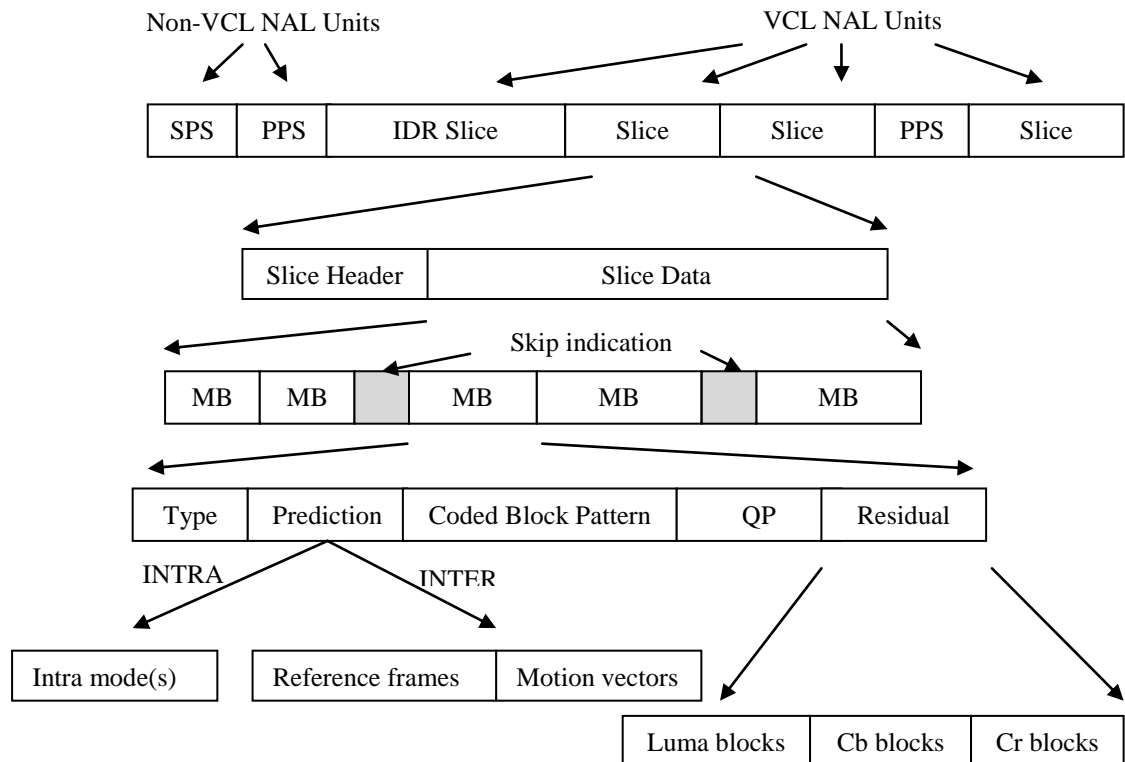 Non-VCL NAL Units
VCL NAL Units
SPS
PPS
IDR Slice
Slice
Slice
PPS
Slice
Slice Header
Slice Data
Skip indication
MB
MB
MB
MB
MB
Type
Prediction
Coded Block Pattern
QP
Residual
INTRA
INTER
Intra mode(s)
Reference frames
Motion vectors
Luma blocks
Cb blocks
Cr blocks